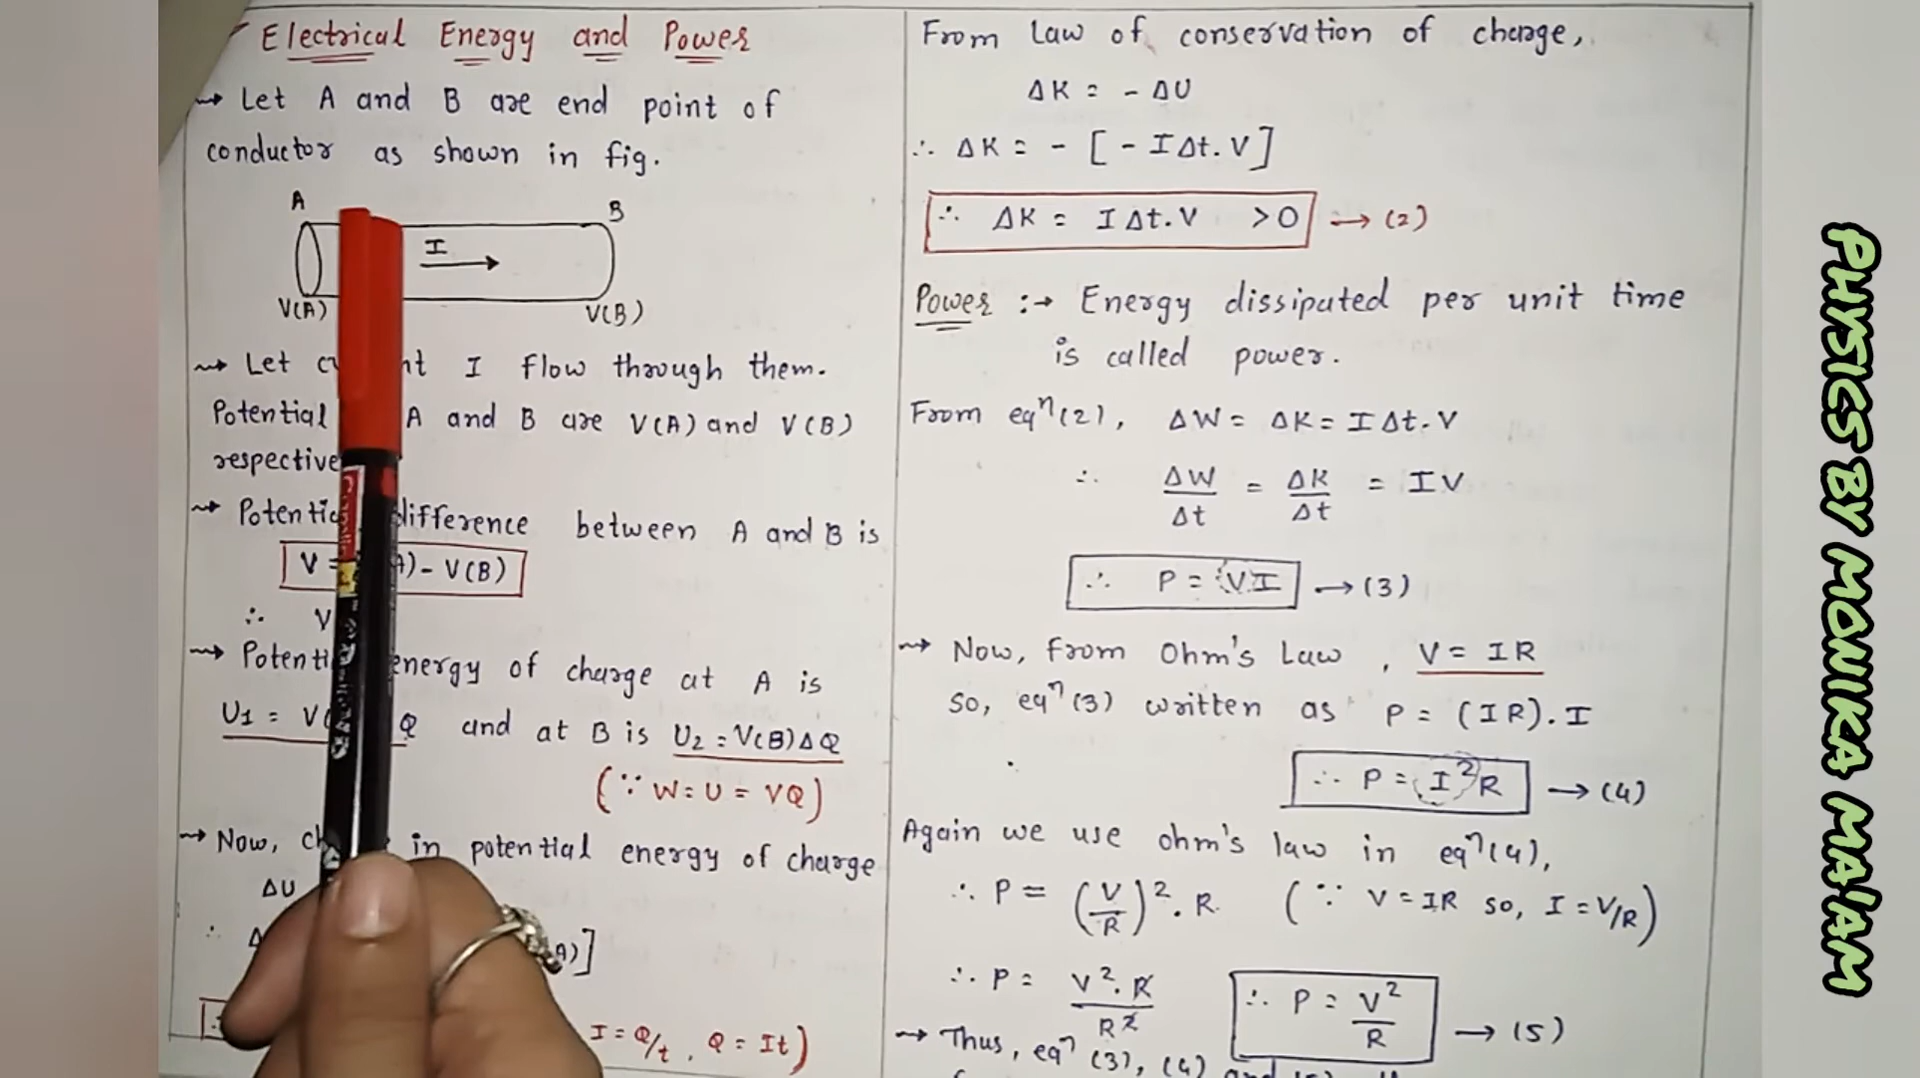 Electrical Energy and Power
⇝ Let A and B are end point of
conductor as shown in fig.
A B
I
V(A) V(B)
⇝ Let I flow through them.
Potential A and B are V(A) and V(B)
⇝ difference between A and B is
V = ) - V(B)
∴ V
⇝ energy of charge at A is
U1 = Q and at B is U2 = V(B)ΔQ
(∵ W = U = VQ)
⇝ Now, in potential energy of charge
ΔU
∴ Δ )]
I = Q/t, Q = It)
From Law of conservation of charge,
ΔK = - ΔU
∴ ΔK = - [ - IΔt. V ]
∴ ΔK = IΔt. V >0 → (2)
Power :→ Energy dissipated per unit time
is called power.
From eqⁿ(2), ΔW = ΔK = IΔt. V
∴ ΔW/Δt = ΔK/Δt = IV
∴ P = VI → (3)
⇝ Now, From Ohm's Law , V = IR
So, eqⁿ(3) written as P = (IR). I
∴ P = I²R → (4)
Again we use ohm's law in eqⁿ(4),
∴ P = (V/R)². R (∵ V = IR so, I = V/R)
∴ P = V². R/R² ∴ P = V²/R → (5)
⇝ Thus, eqⁿ (3), (4) and
PHYSICS BY MONIKA MA'AM